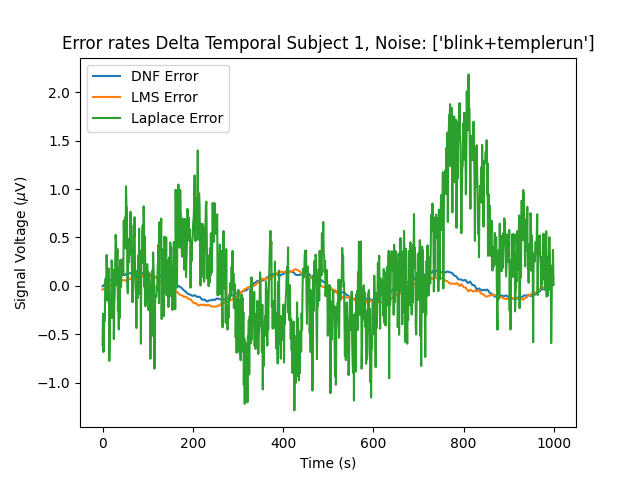 Error rates Delta Temporal Subject 1, Noise: ['blink+templerun']
DNF Error
LMS Error
Laplace Error
Signal Voltage (μV)
2.0
1.5
1.0
0.5
0.0
−0.5
−1.0
0
200
400
600
800
1000
Time (s)